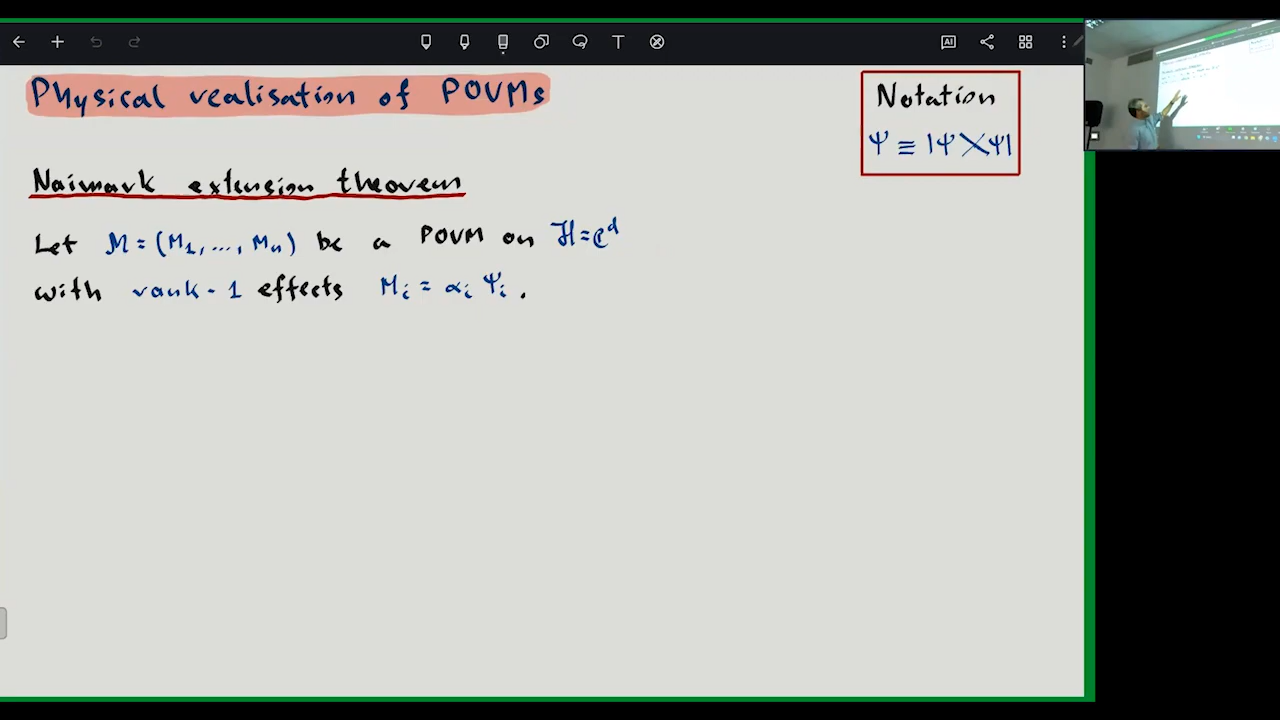 Physical realisation of POVMs
Notation
Ψ ≡ |Ψ><Ψ|
Naimark extension theorem
Let M = (M₁, ..., Mₙ) be a POVM on ℋ = ℂᵈ
with rank-1 effects Mᵢ = αᵢ Ψᵢ .